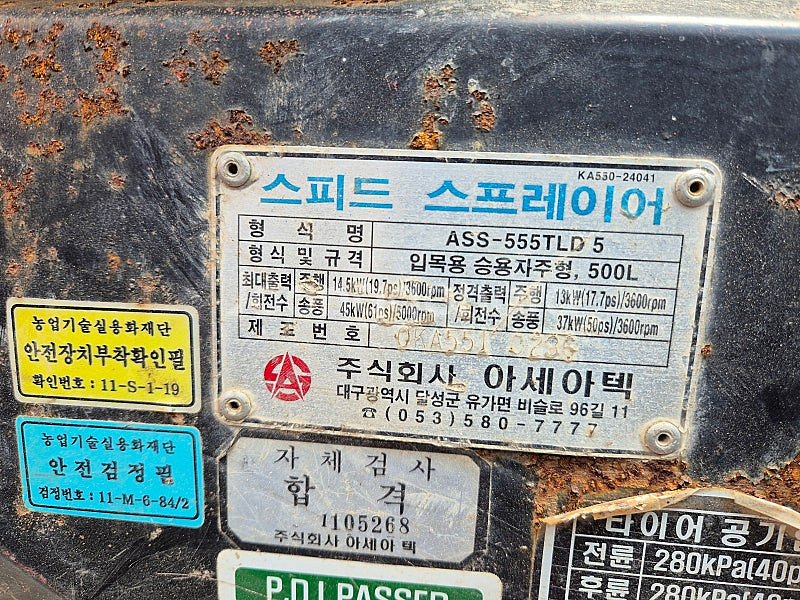 KA550-24041
스피드 스프레이어
형 식 명 ASS-555TLD 5
형식 및 규격 입목용 승용자주형, 500L
최대출력 주행 14.5kW(19.7ps)/3600rpm 정격출력 주행 13kW(17.7ps)/3600rpm
/회전수 송풍 45kW(61ps)/3000rpm /회전수 송풍 37kW(50ps)/3600rpm
제 조 번 호
주식회사 아세아텍
대구광역시 달성군 유가면 비슬로 96길 11
☎(053)580-7777
농업기술실용화재단
안전장치부착확인필
확인번호 : 11-S-1-19
농업기술실용화재단
안전검정필
검정번호 : 11-M-6-84/2
자 체 검 사
합 격
1105268
주식회사 아세아텍
P.D.I PASSED
타이어 공기
전륜 280kPa(40p
후륜 280kPa(40p